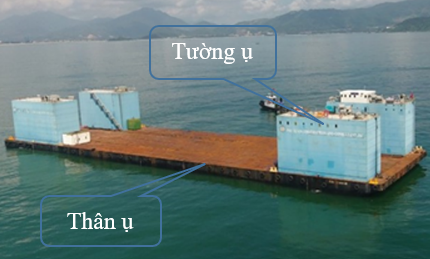 Tường ụ
Thân ụ